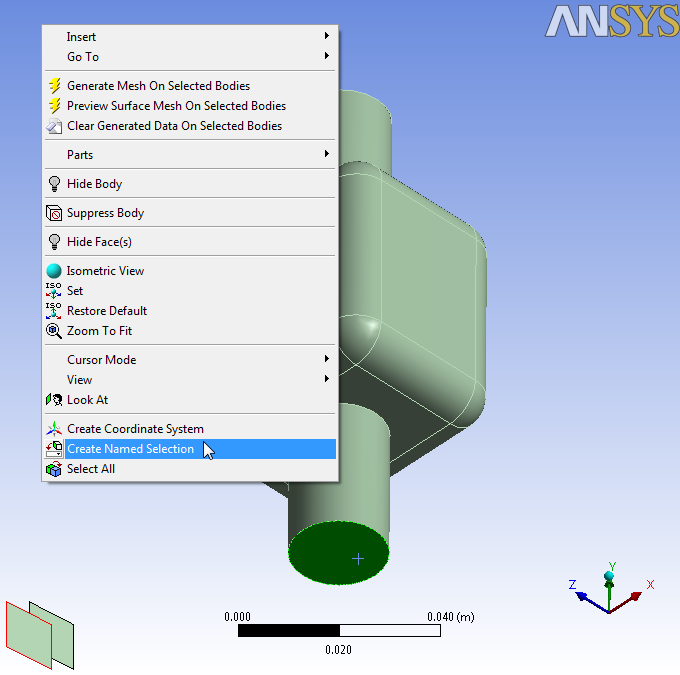 ANSYS
Insert
Go To
Generate Mesh On Selected Bodies
Preview Surface Mesh On Selected Bodies
Clear Generated Data On Selected Bodies
Parts
Hide Body
Suppress Body
Hide Face(s)
Isometric View
ISO
Set
ISO
Restore Default
Zoom To Fit
Cursor Mode
View
Look At
Create Coordinate System
Create Named Selection
Select All
Y
Z
X
0.000
0.040 (m)
0.020